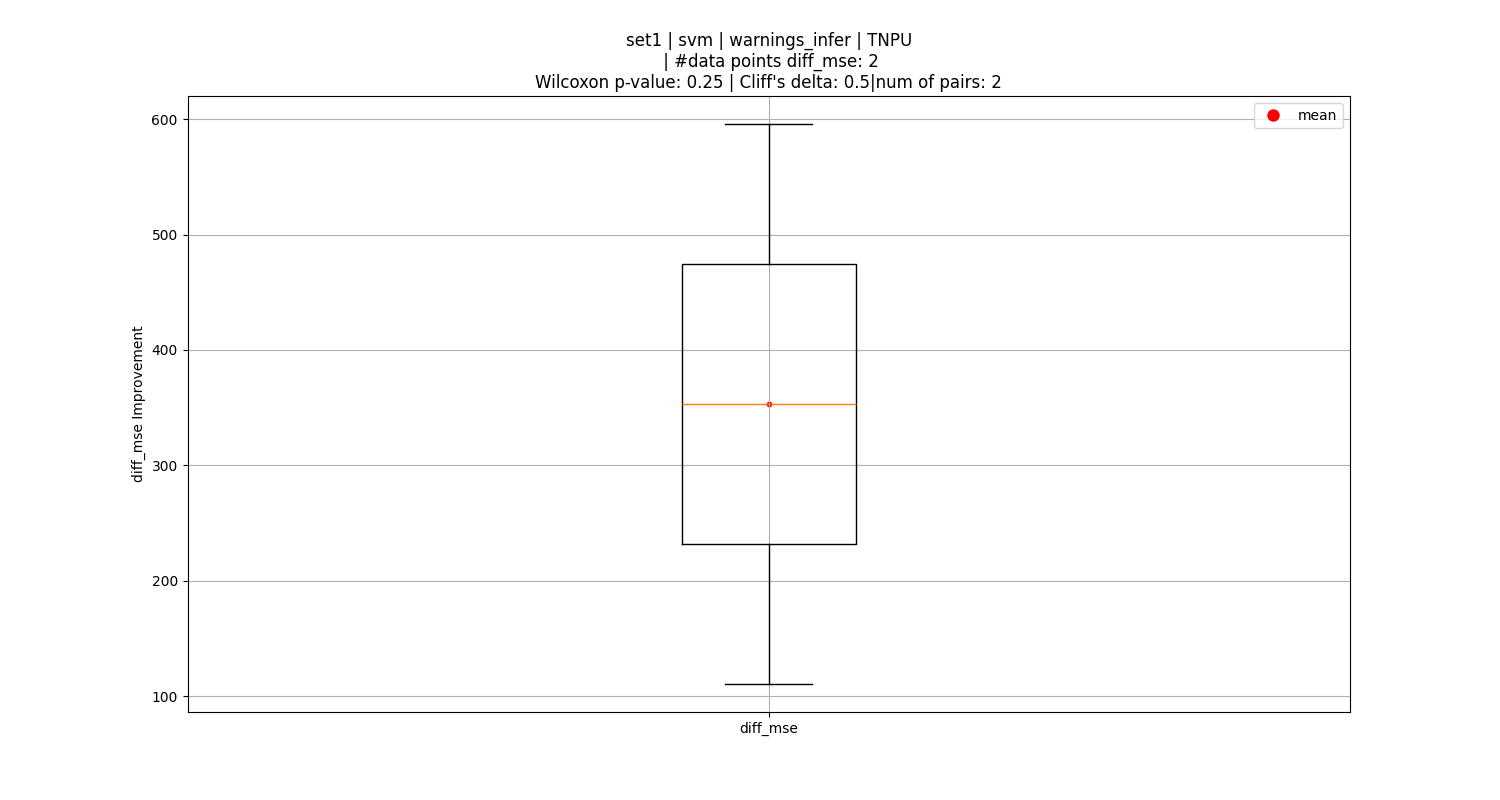 set1 | svm | warnings_infer | TNPU
| #data points diff_mse: 2
Wilcoxon p-value: 0.25 | Cliff's delta: 0.5|num of pairs: 2
mean
600
500
400
300
200
100
diff_mse Improvement
diff_mse